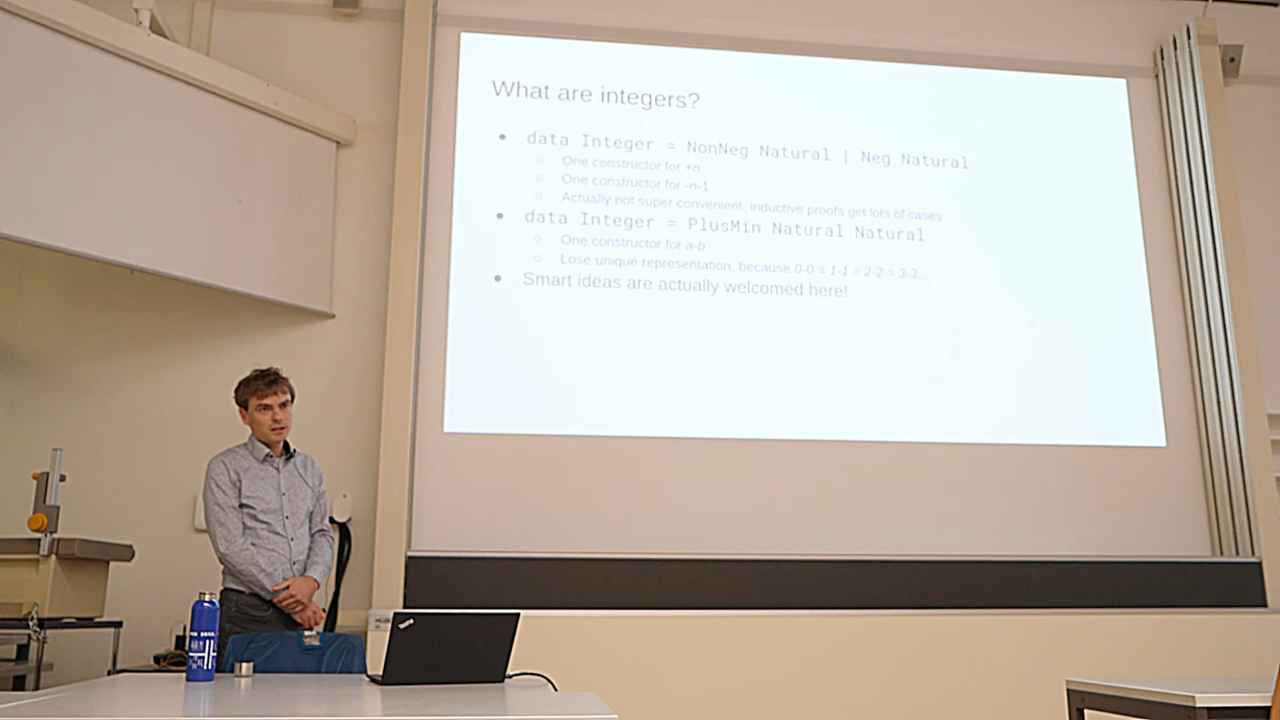 What are integers?
data Integer = NonNeg Natural | Neg Natural
One constructor for +n
One constructor for -n-1
Actually not super convenient; inductive proofs get lots of cases
data Integer = PlusMin Natural Natural
One constructor for a-b
Lose unique representation, because 0-0 = 1-1 = 2-2 = 3-3...
Smart ideas are actually welcomed here!